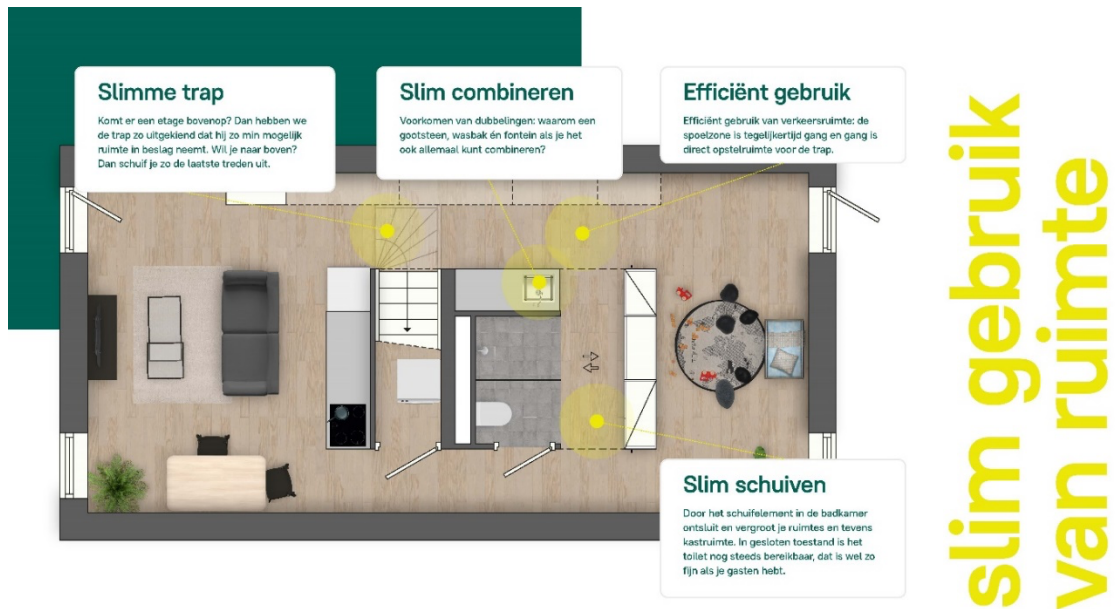 Slimme trap
Komt er een etage bovenop? Dan hebben we
de trap zo uitgekiend dat hij zo min mogelijk
ruimte in beslag neemt. Wil je naar boven?
Dan schuif je zo de laatste treden uit.
Slim combineren
Voorkomen van dubbelingen: waarom een
gootsteen, wasbak én fontein als je het
ook allemaal kunt combineren?
Efficiënt gebruik
Efficiënt gebruik van verkeersruimte: de
spoelzone is tegelijkertijd gang en gang is
direct opstelruimte voor de trap.
Slim schuiven
Door het schuifelement in de badkamer
ontsluit en vergroot je ruimtes en tevens
kastruimte. In gesloten toestand is het
toilet nog steeds bereikbaar, dat is wel zo
fijn als je gasten hebt.
slim gebruik
van ruimte